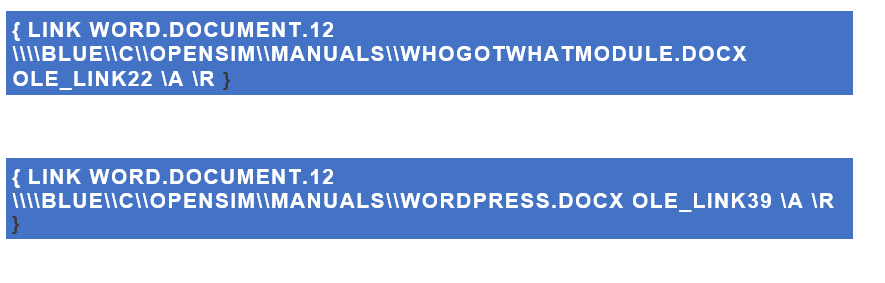 { LINK WORD.DOCUMENT.12
\\\\BLUE\\C\\OPENSIM\\MANUALS\\WHOGOTWHATMODULE.DOCX
OLE_LINK22 \A \R }
{ LINK WORD.DOCUMENT.12
\\\\BLUE\\C\\OPENSIM\\MANUALS\\WORDPRESS.DOCX OLE_LINK39 \A \R
}